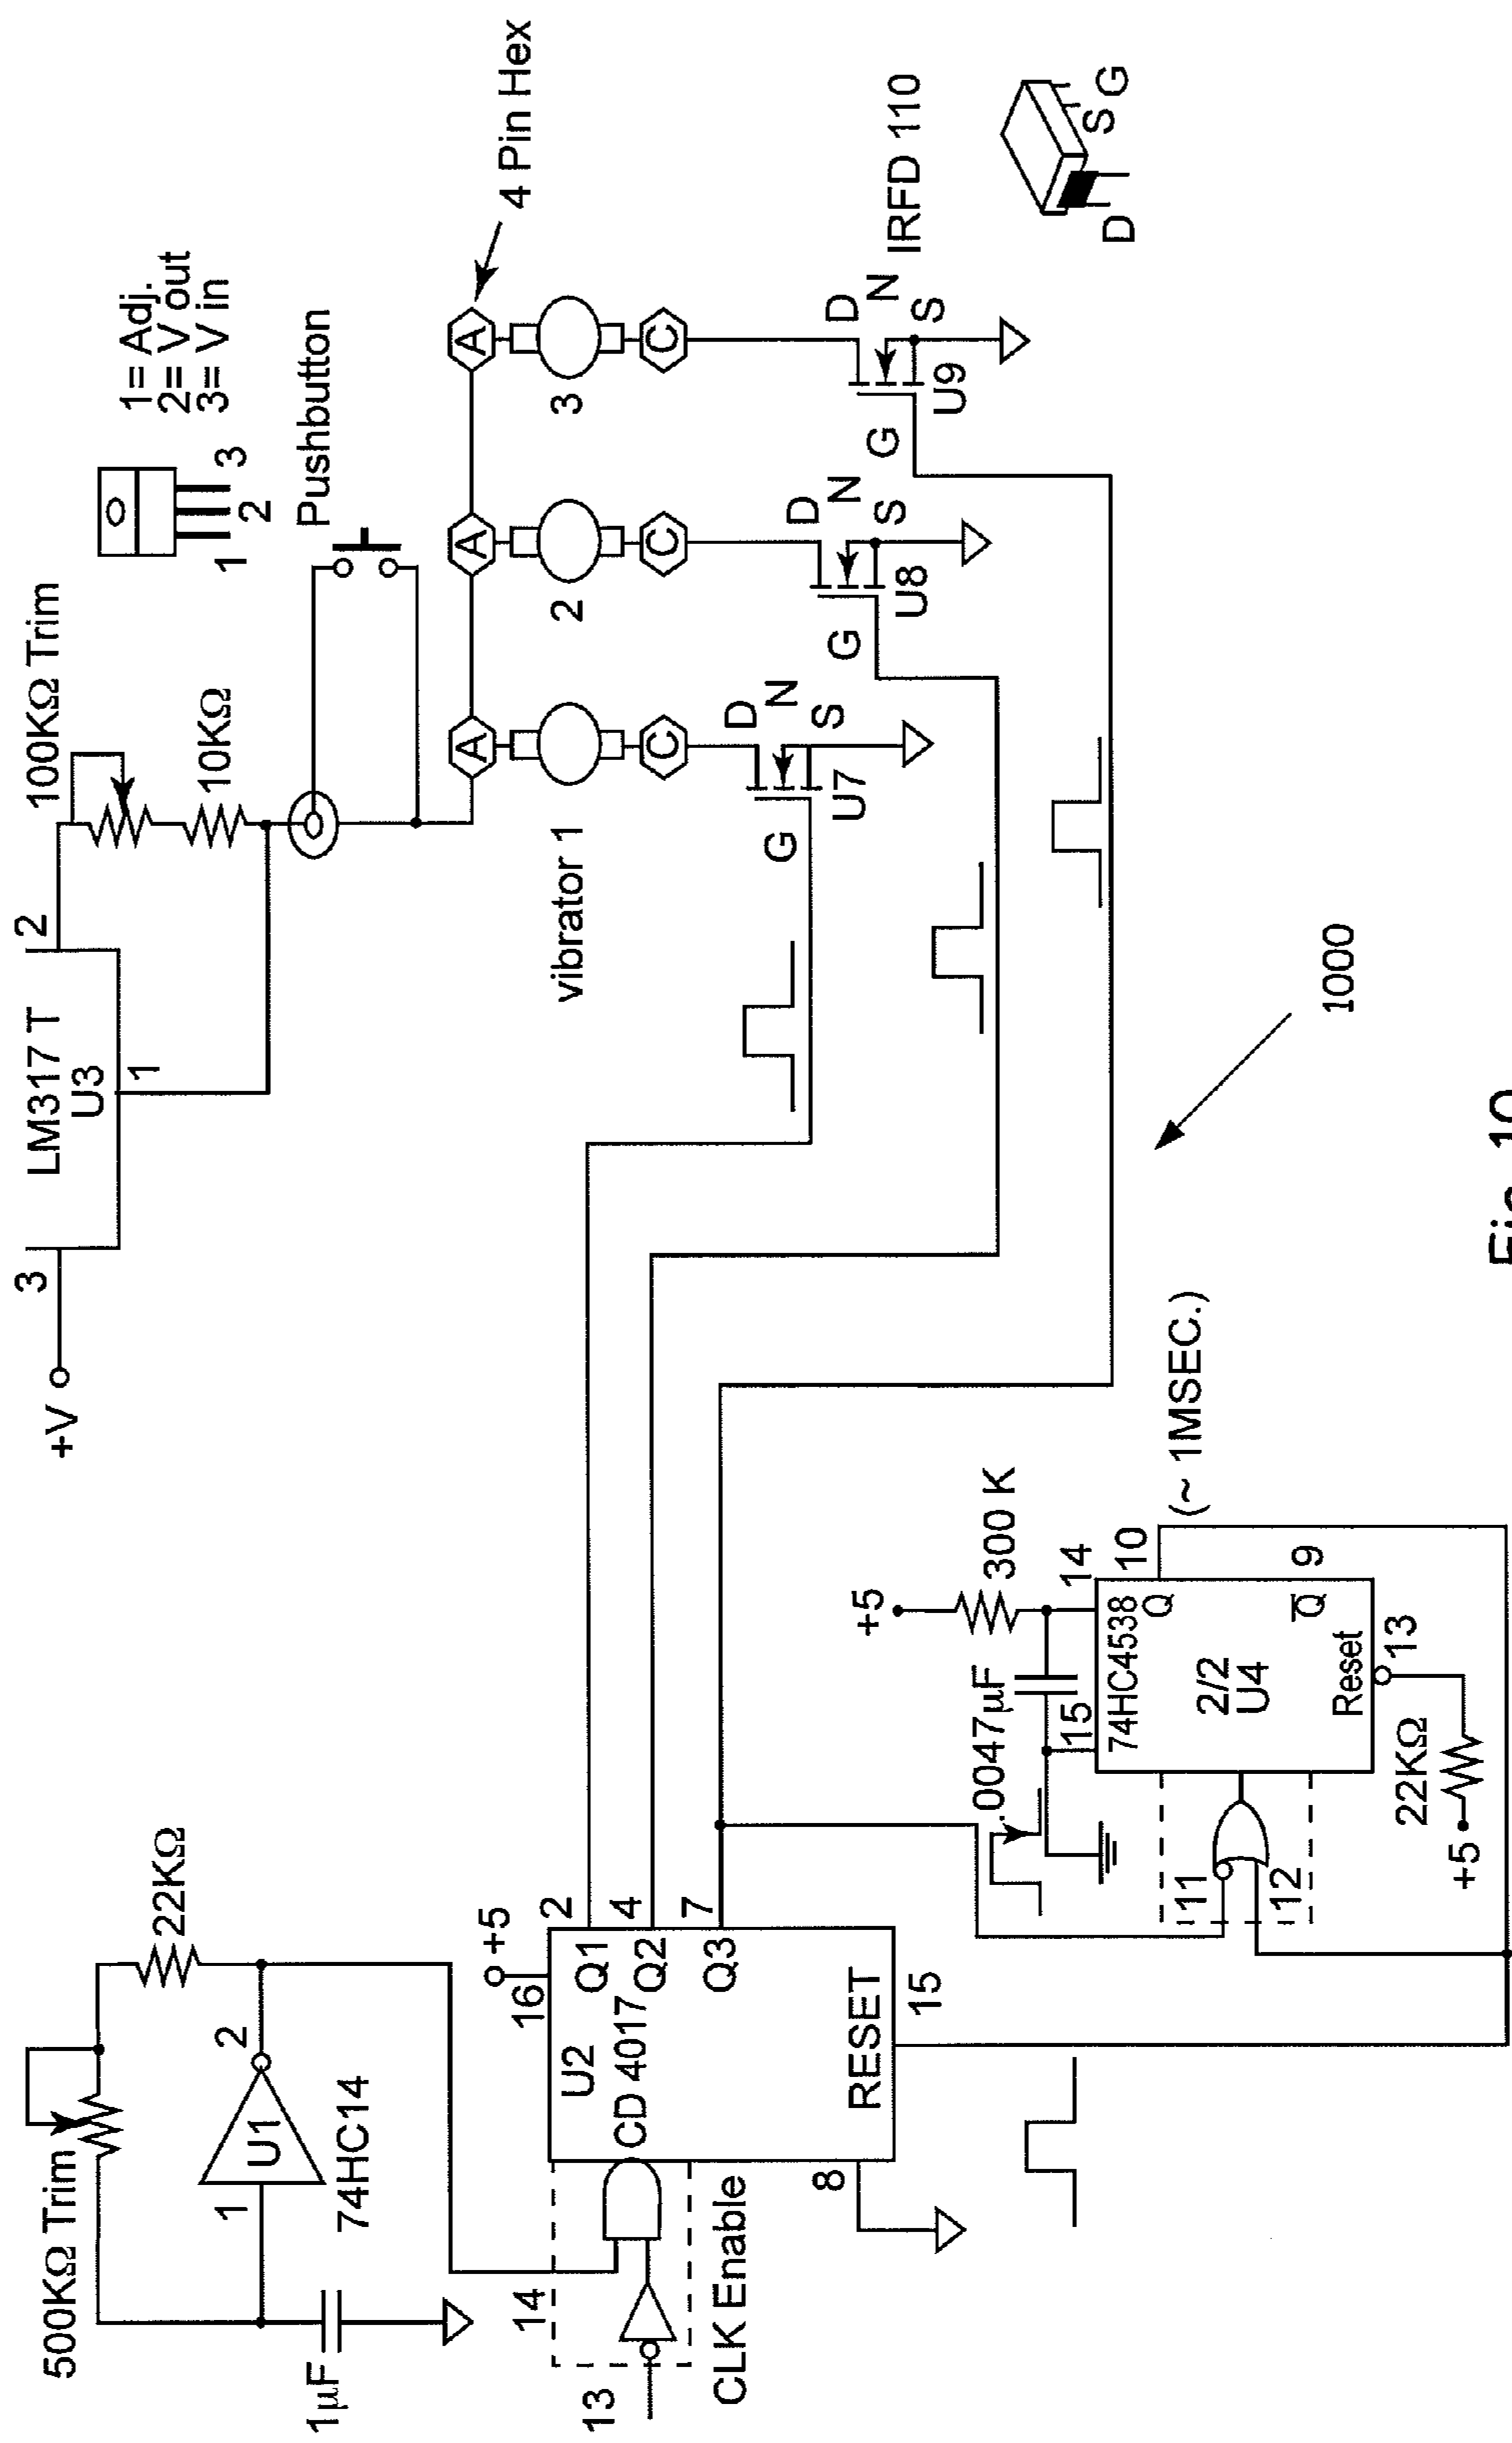 500KΩ Trim
22KΩ
1
U1
2
74HC14
1µF
13
14
CLK Enable
8
+5
16
U2
CD 4017
Q1
2
Q2
4
Q3
7
RESET
15
+V
3
LM317 T
U3
1
2
100KΩ Trim
10KΩ
1= Adj.
2= V out
3= V in
1
2
3
Pushbutton
4 Pin Hex
A
A
A
vibrator 1
2
3
C
C
C
D
N
S
G
U7
D
N
S
G
U8
D
N
S
G
U9
IRFD 110
D
S
G
+5
300 K
.0047µF
15
14
74HC4538
Q
10
(~ 1MSEC.)
2/2
U4
Q
9
Reset
13
11
12
22KΩ
+5
1000
Fig. 10